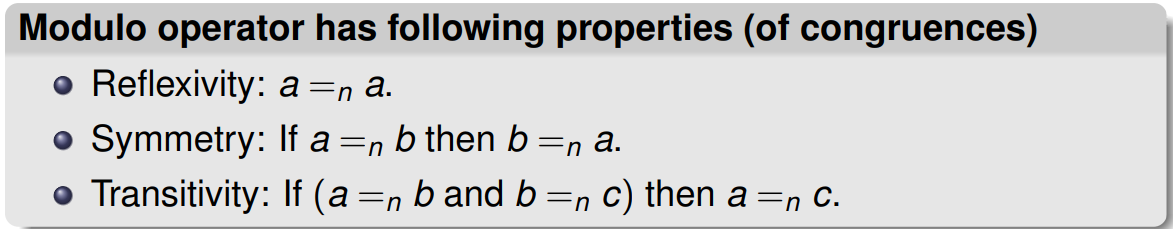 Modulo operator has following properties (of congruences)
Reflexivity: a =ₙ a.
Symmetry: If a =ₙ b then b =ₙ a.
Transitivity: If (a =ₙ b and b =ₙ c) then a =ₙ c.